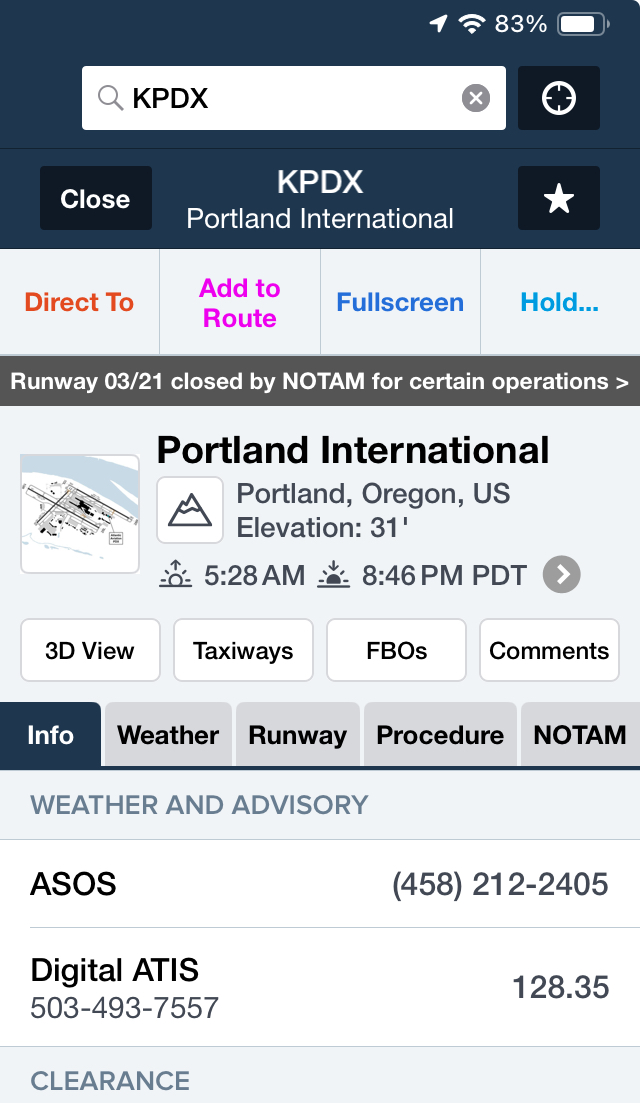 83%
KPDX
Close
KPDX
Portland International
Direct To
Add to
Route
Fullscreen
Hold...
Runway 03/21 closed by NOTAM for certain operations >
Portland International
Portland, Oregon, US
Elevation: 31'
5:28 AM 8:46 PM PDT
3D View
Taxiways
FBOs
Comments
Info
Weather
Runway
Procedure
NOTAM
WEATHER AND ADVISORY
ASOS
(458) 212-2405
Digital ATIS
503-493-7557
128.35
CLEARANCE